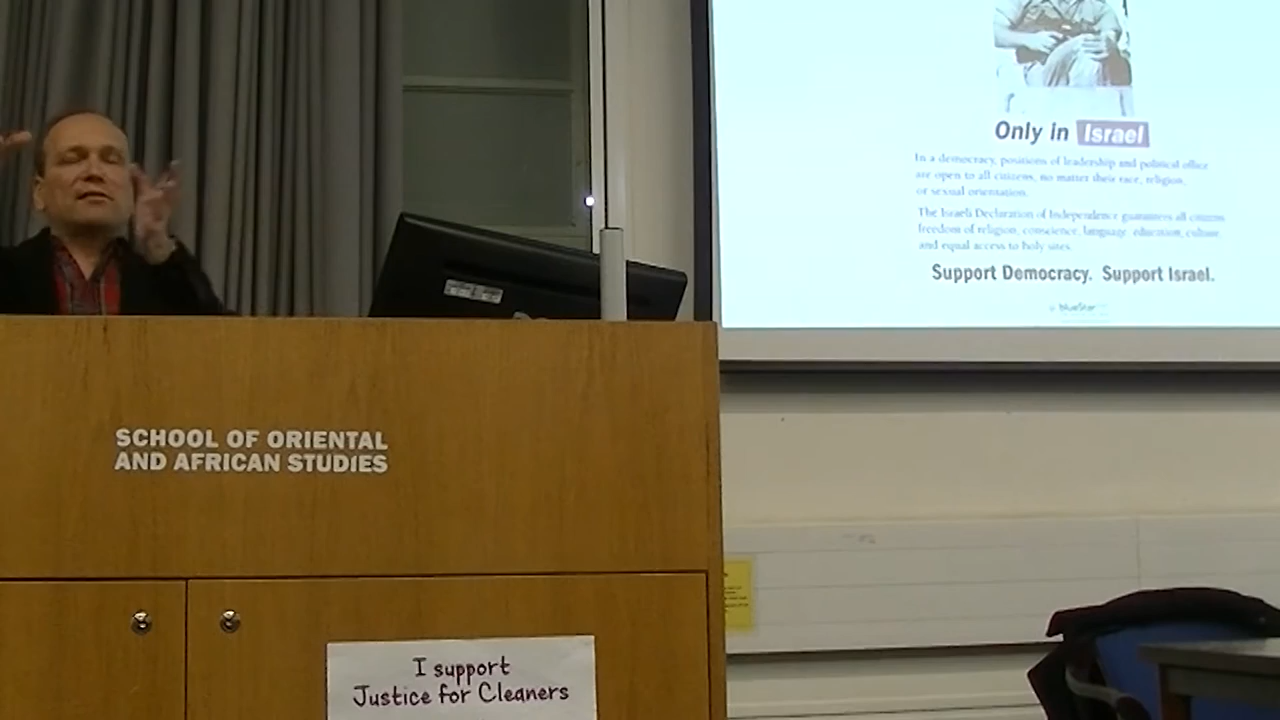 Only in Israel
In a democracy, positions of leadership and political office
are open to all citizens, no matter their race, religion,
or sexual orientation.
The Israeli Declaration of Independence guarantees all citizens
freedom of religion, conscience, language, education, culture,
and equal access to holy sites.
Support Democracy. Support Israel.
blueStar
SCHOOL OF ORIENTAL
AND AFRICAN STUDIES
I support
Justice for Cleaners